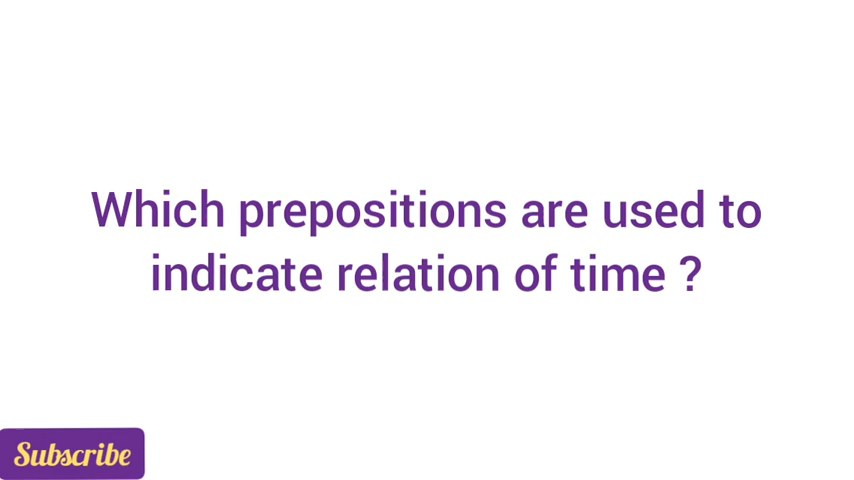 Which prepositions are used to
indicate relation of time ?
Subscribe